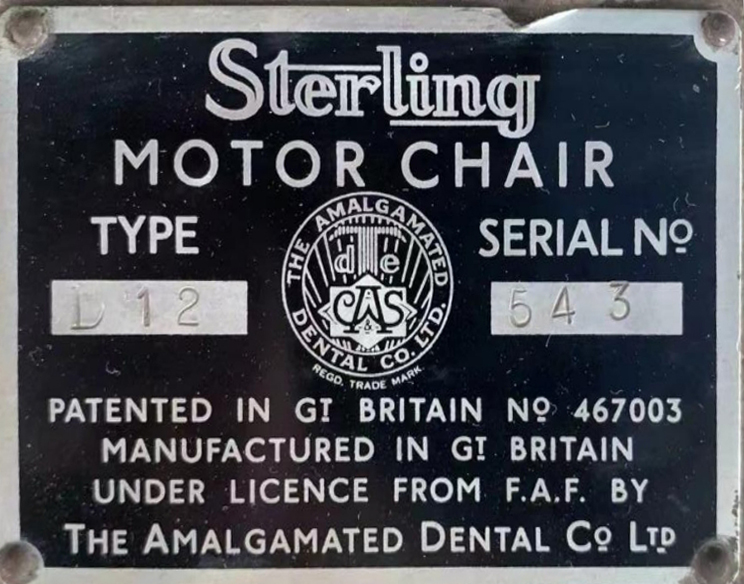 Sterling
MOTOR CHAIR
TYPE
SERIAL Nº
THE AMALGAMATED
DENTAL CO. LTD.
d T e
C A & S
REGD. TRADE MARK
L 12
543
PATENTED IN GT BRITAIN Nº 467003
MANUFACTURED IN GT BRITAIN
UNDER LICENCE FROM F.A.F. BY
THE AMALGAMATED DENTAL Cº LTD